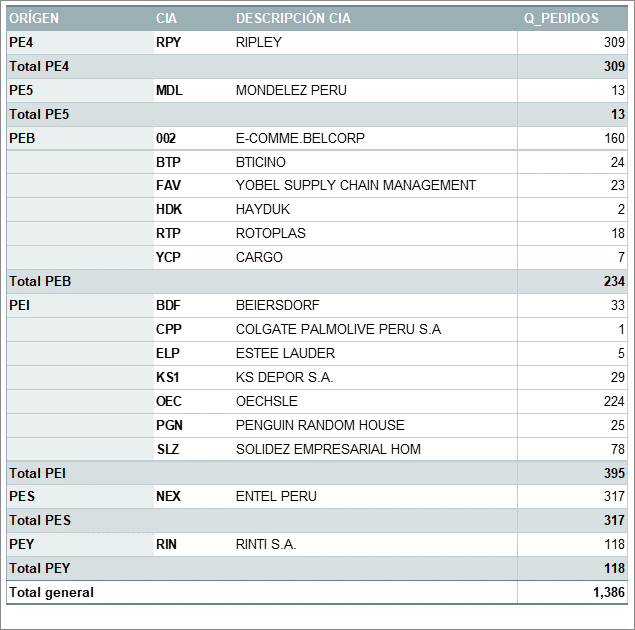 ORÍGEN CIA DESCRIPCIÓN CIA Q_PEDIDOS
PE4 RPY RIPLEY 309
Total PE4 309
PE5 MDL MONDELEZ PERU 13
Total PE5 13
PEB 002 E-COMME.BELCORP 160
BTP BTICINO 24
FAV YOBEL SUPPLY CHAIN MANAGEMENT 23
HDK HAYDUK 2
RTP ROTOPLAS 18
YCP CARGO 7
Total PEB 234
PEI BDF BEIERSDORF 33
CPP COLGATE PALMOLIVE PERU S.A 1
ELP ESTEE LAUDER 5
KS1 KS DEPOR S.A. 29
OEC OECHSLE 224
PGN PENGUIN RANDOM HOUSE 25
SLZ SOLIDEZ EMPRESARIAL HOM 78
Total PEI 395
PES NEX ENTEL PERU 317
Total PES 317
PEY RIN RINTI S.A. 118
Total PEY 118
Total general 1,386